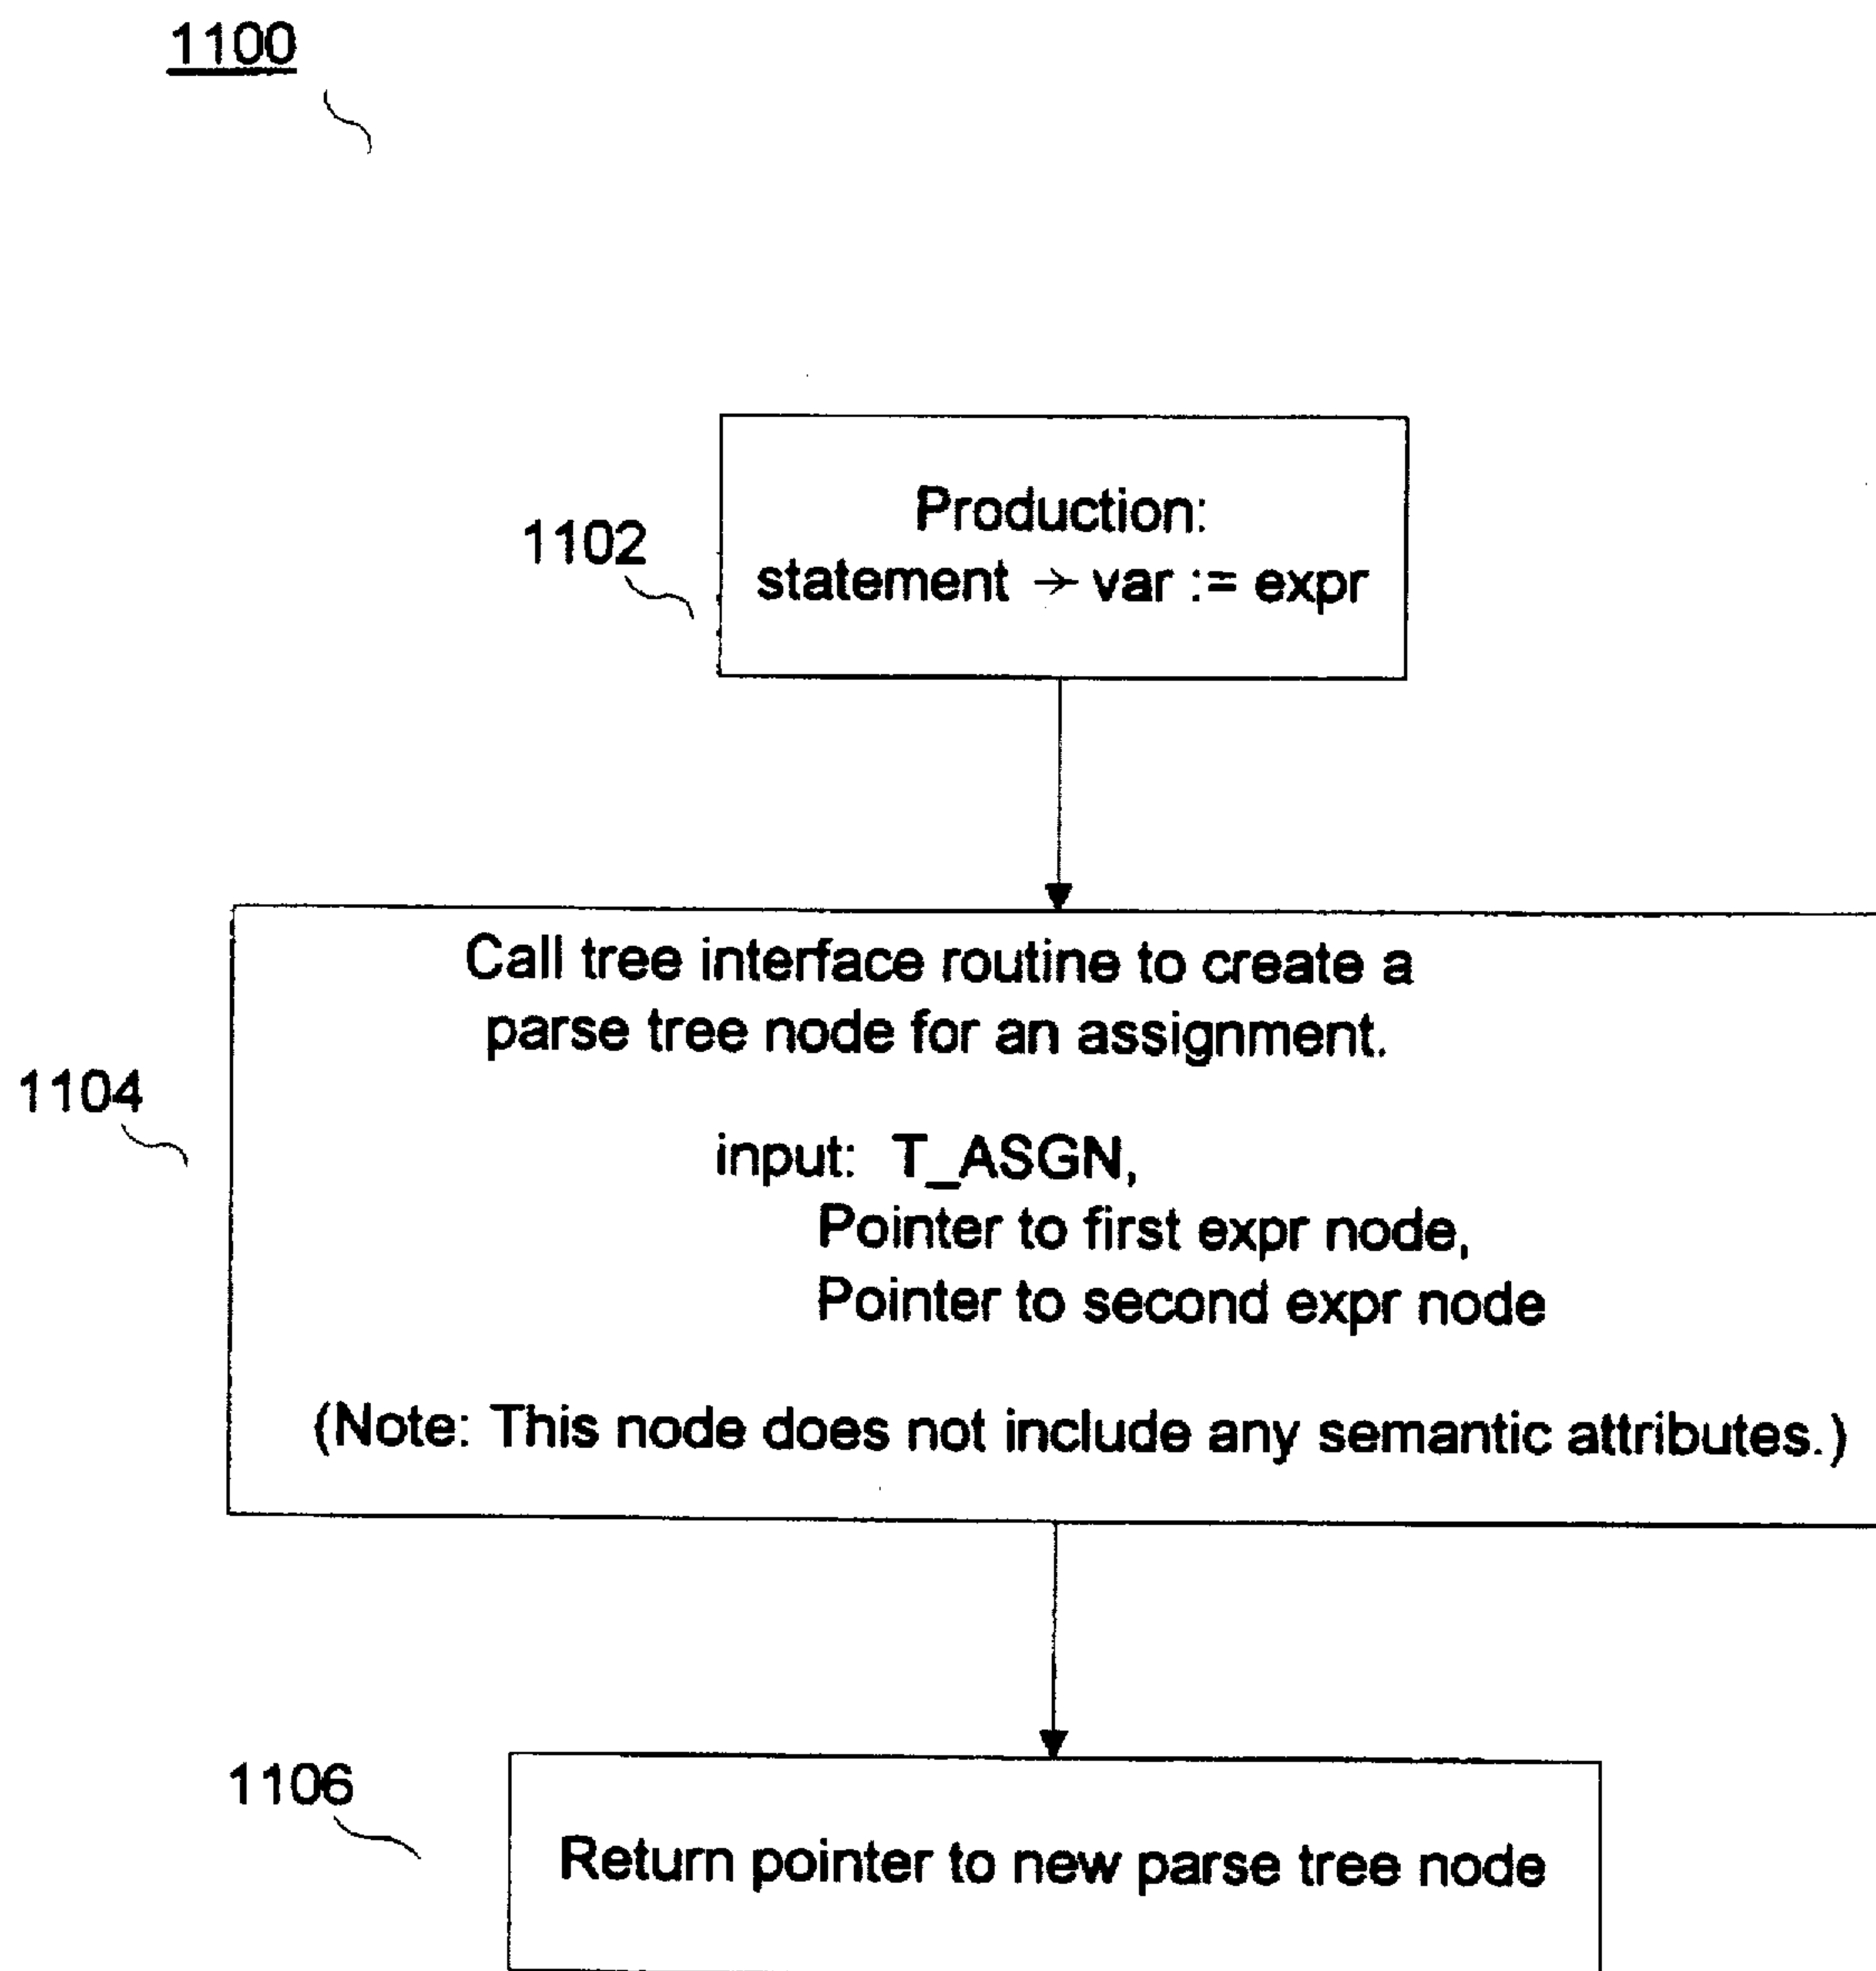 1100
Production:
1102
statement → var := expr
Call tree interface routine to create a
parse tree node for an assignment.
1104
input: T_ASGN,
Pointer to first expr node,
Pointer to second expr node
(Note: This node does not include any semantic attributes.)
1106
Return pointer to new parse tree node